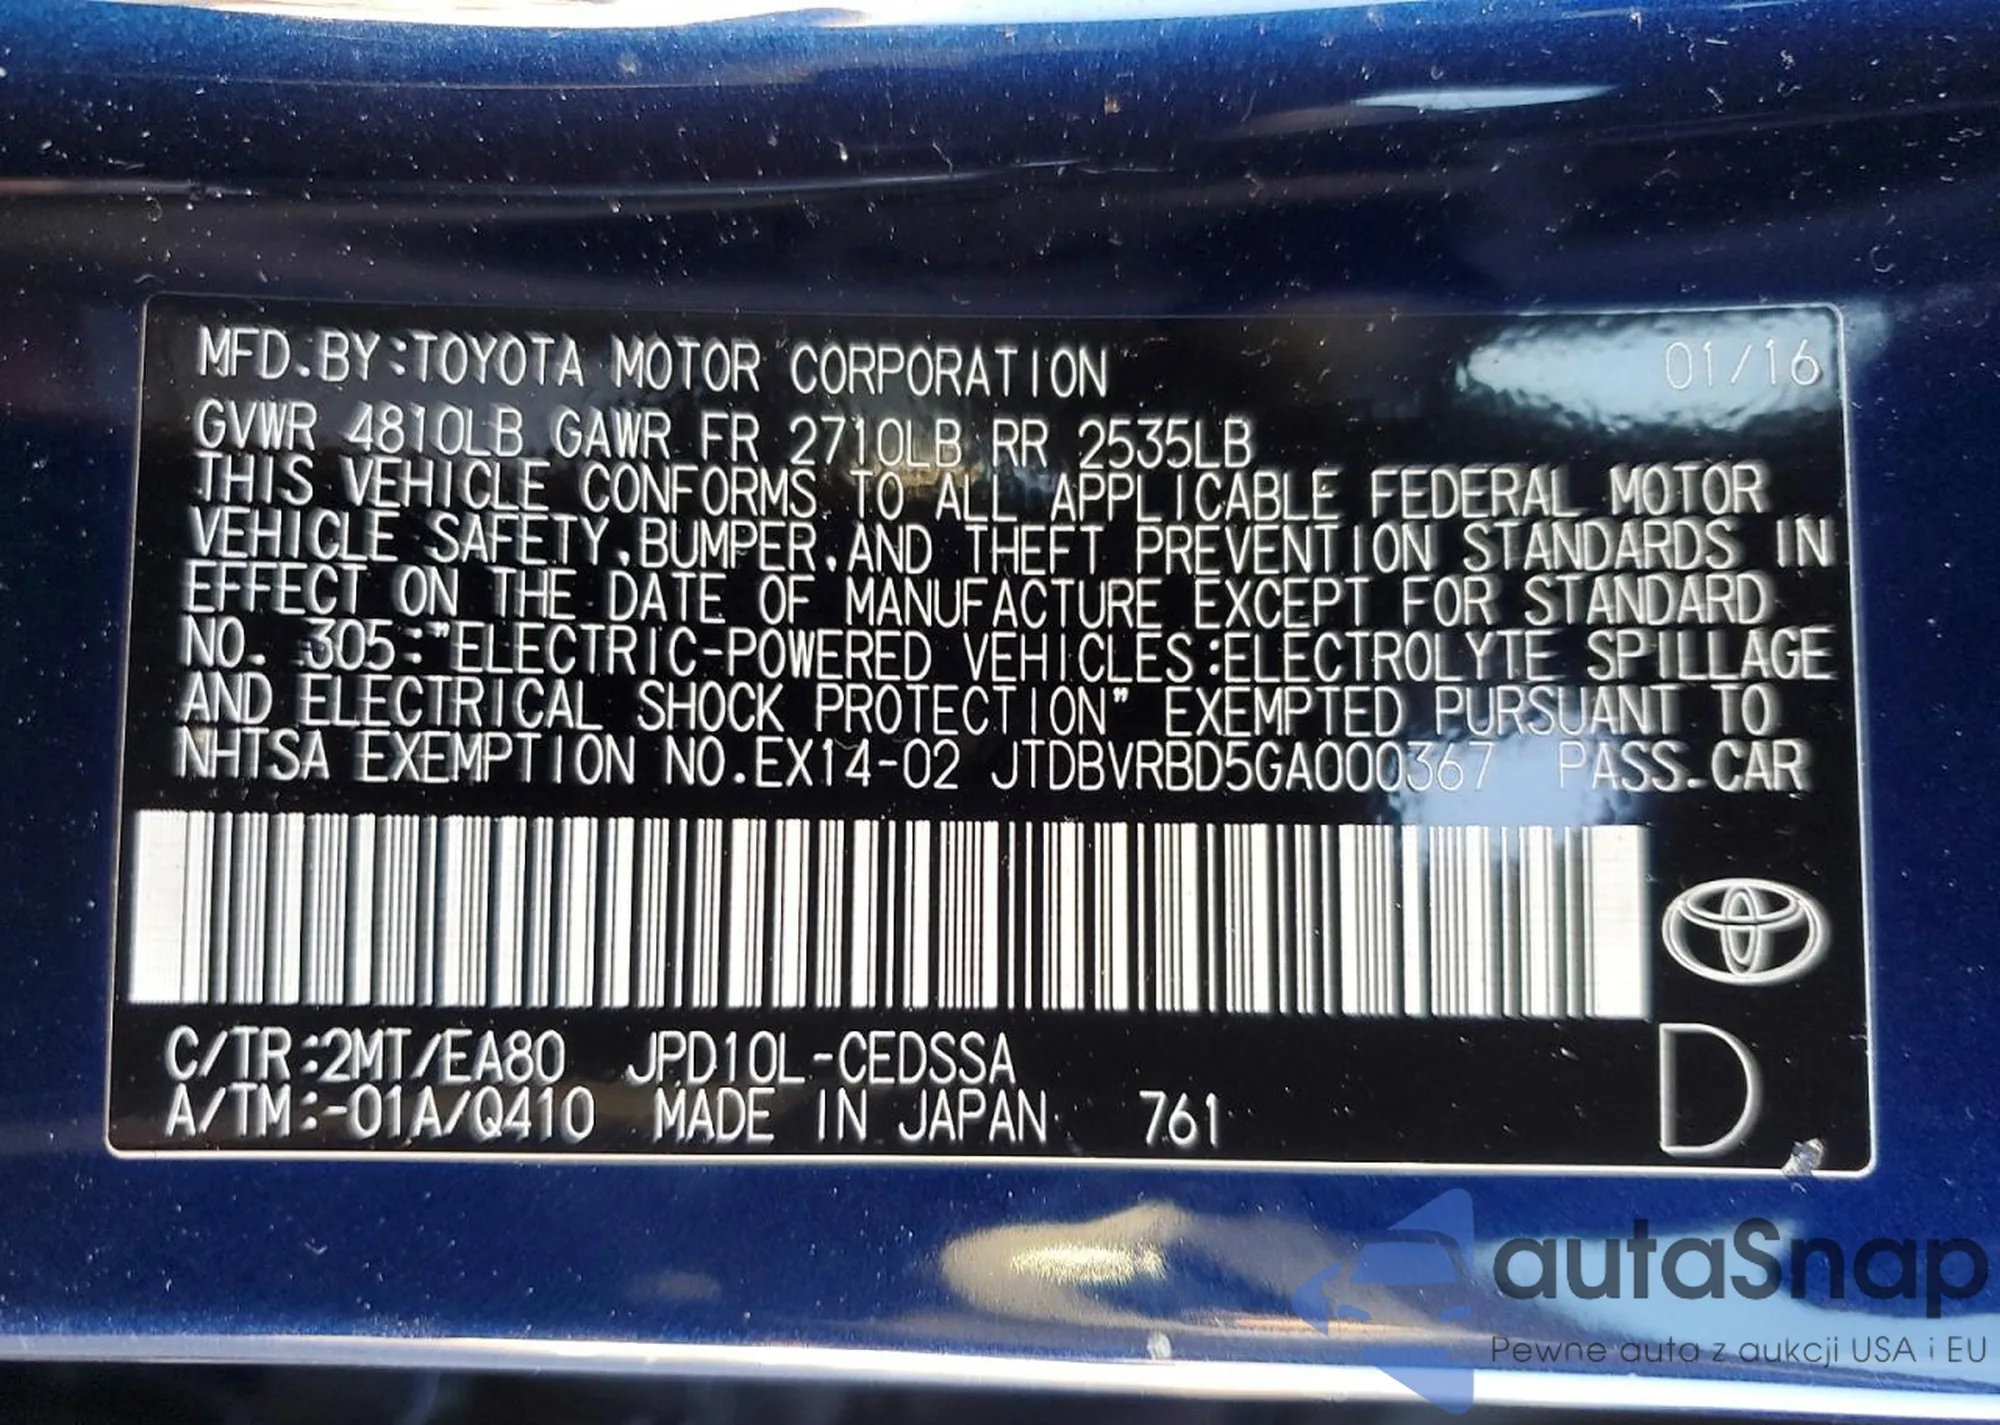 MFD.BY:TOYOTA MOTOR CORPORATION 01/16
GVWR 4810LB GAWR FR 2710LB RR 2535LB
THIS VEHICLE CONFORMS TO ALL APPLICABLE FEDERAL MOTOR
VEHICLE SAFETY,BUMPER,AND THEFT PREVENTION STANDARDS IN
EFFECT ON THE DATE OF MANUFACTURE EXCEPT FOR STANDARD
NO. 305:"ELECTRIC-POWERED VEHICLES:ELECTROLYTE SPILLAGE
AND ELECTRICAL SHOCK PROTECTION" EXEMPTED PURSUANT TO
NHTSA EXEMPTION NO.EX14-02 JTDBVRBD5GA000367 PASS.CAR
C/TR:2MT/EA80 JPD10L-CEDSSA
A/TM:-01A/Q410 MADE IN JAPAN 761
D
autaSnap
Pewne auta z aukcji USA i EU